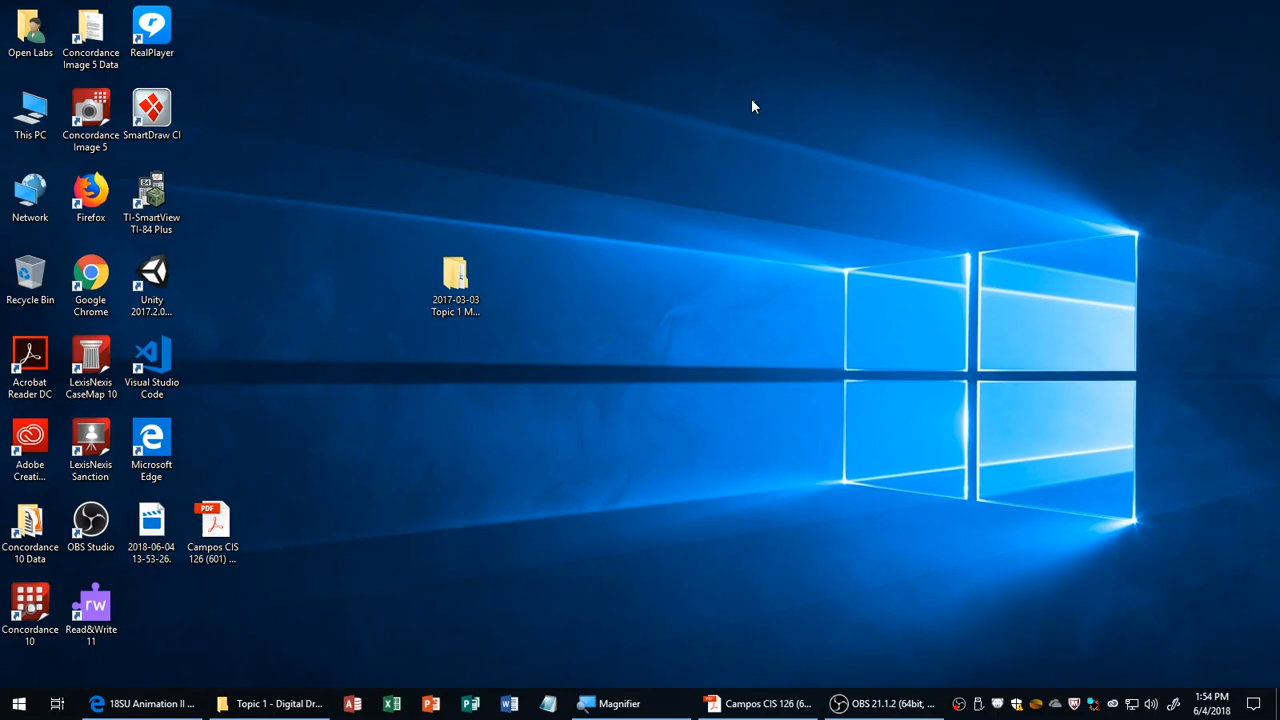 Open Labs
Concordance
Image 5 Data
RealPlayer
This PC
Concordance
Image 5
SmartDraw CI
Network
Firefox
84
TI-SmartView
TI-84 Plus
Recycle Bin
Google
Chrome
Unity
2017.2.0...
2017-03-03
Topic 1 M...
Acrobat
Reader DC
LexisNexis
CaseMap 10
Visual Studio
Code
Adobe
Creati...
LexisNexis
Sanction
Microsoft
Edge
PDF
Concordance
10 Data
OBS Studio
2018-06-04
13-53-26.
Campos CIS
126 (601) ...
rw
Concordance
10
Read&Write
11
18SU Animation II ...
Topic 1 - Digital Dr...
Magnifier
Campos CIS 126 (6...
OBS 21.1.2 (64bit, ...
1:54 PM
6/4/2018